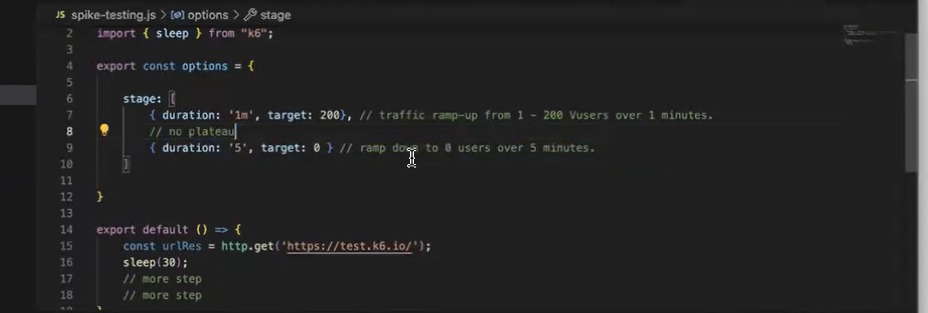 JS spike-testing.js > options > stage
2 import { sleep } from "k6";
3
4 export const options = {
5
6 stage: [
7 { duration: '1m', target: 200}, // traffic ramp-up from 1 - 200 Vusers over 1 minutes.
8 // no plateau
9 { duration: '5', target: 0 } // ramp down to 0 users over 5 minutes.
10 ]
11
12 }
13
14 export default () => {
15 const urlRes = http.get('https://test.k6.io/');
16 sleep(30);
17 // more step
18 // more step